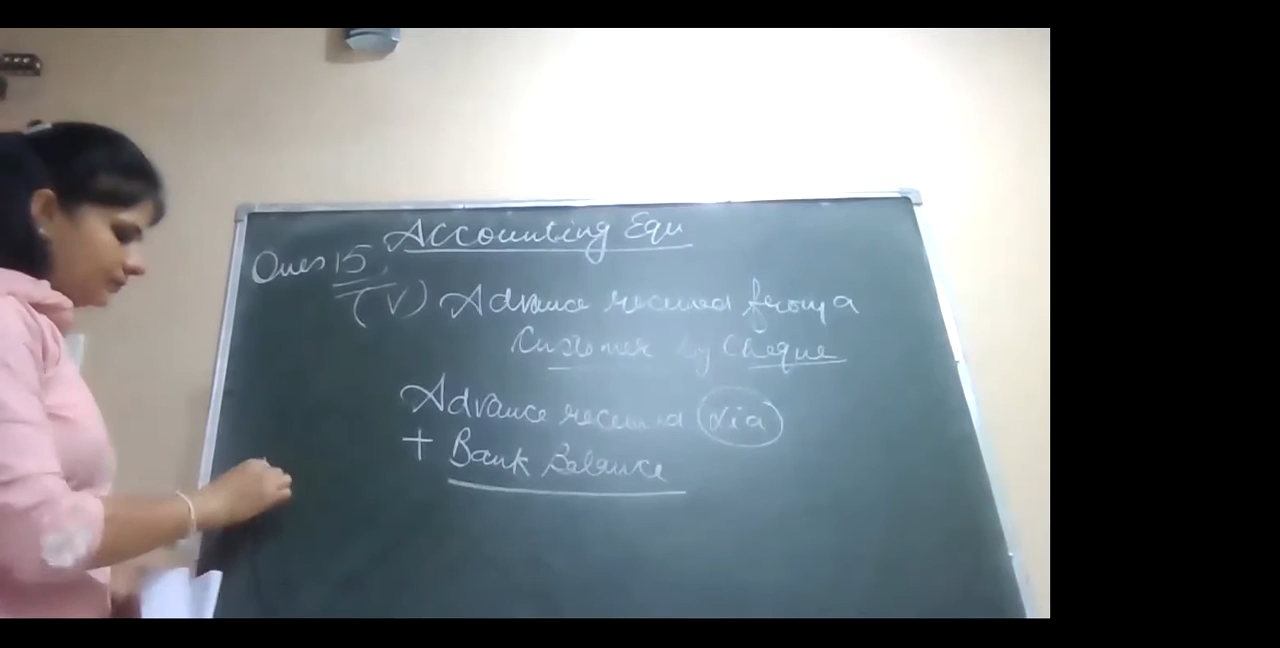 Accounting Equ
Ques 15.
(V) Advance received from a
Customer by Cheque
Advance received Lia
+ Bank Balance